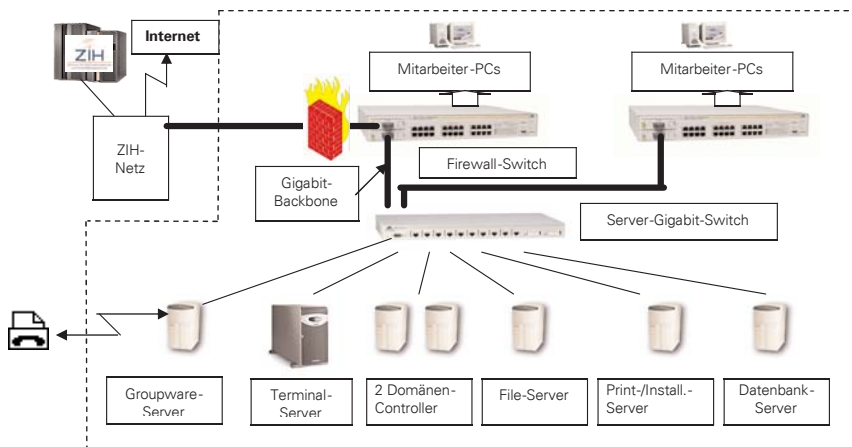 Internet
ZIH
Mitarbeiter-PCs
Mitarbeiter-PCs
ZIH-
Netz
Firewall-Switch
Gigabit-
Backbone
Server-Gigabit-Switch
Groupware-
Server
Terminal-
Server
2 Domänen-
Controller
File-Server
Print-/Install.-
Server
Datenbank-
Server